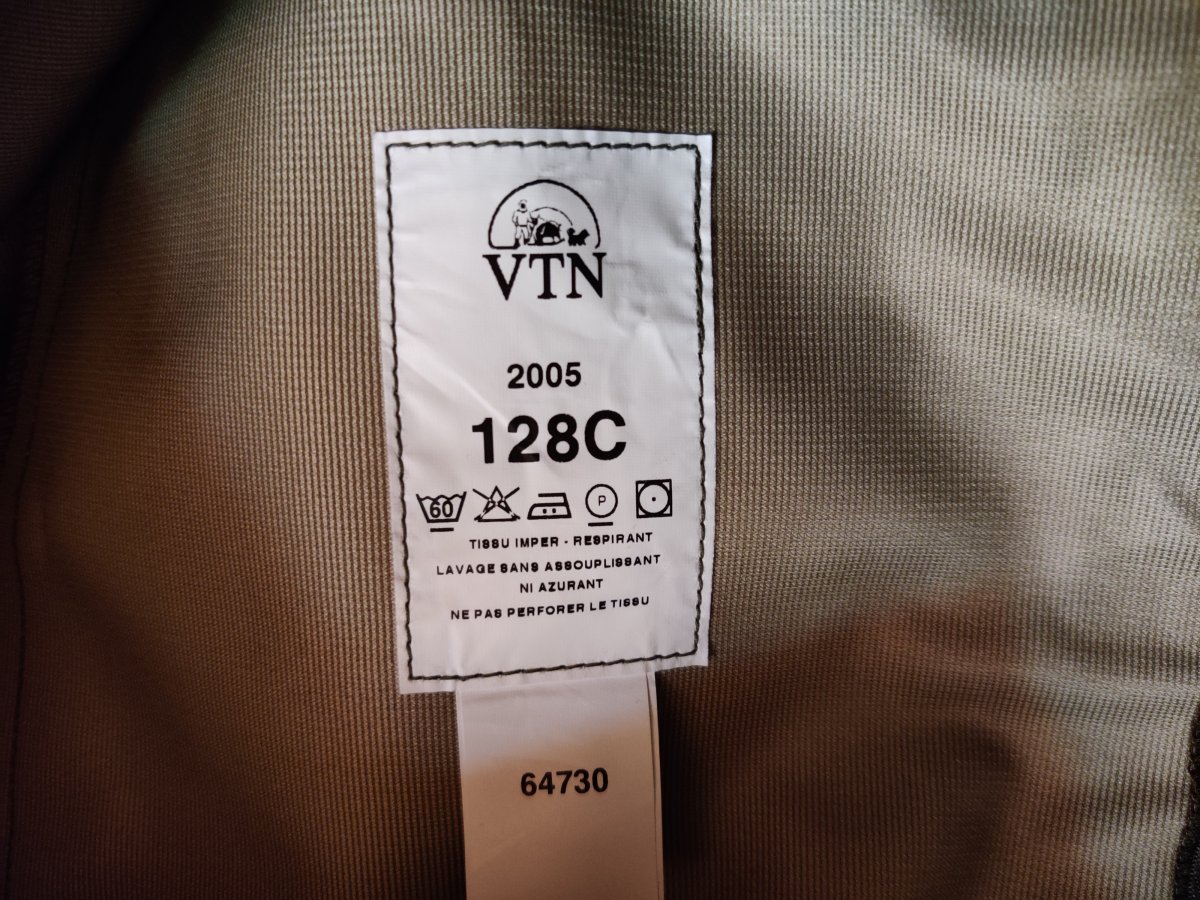 VTN
2005
128C
60 P
TISSU IMPER - RESPIRANT
LAVAGE SANS ASSOUPLISSANT
NI AZURANT
NE PAS PERFORER LE TISSU
64730